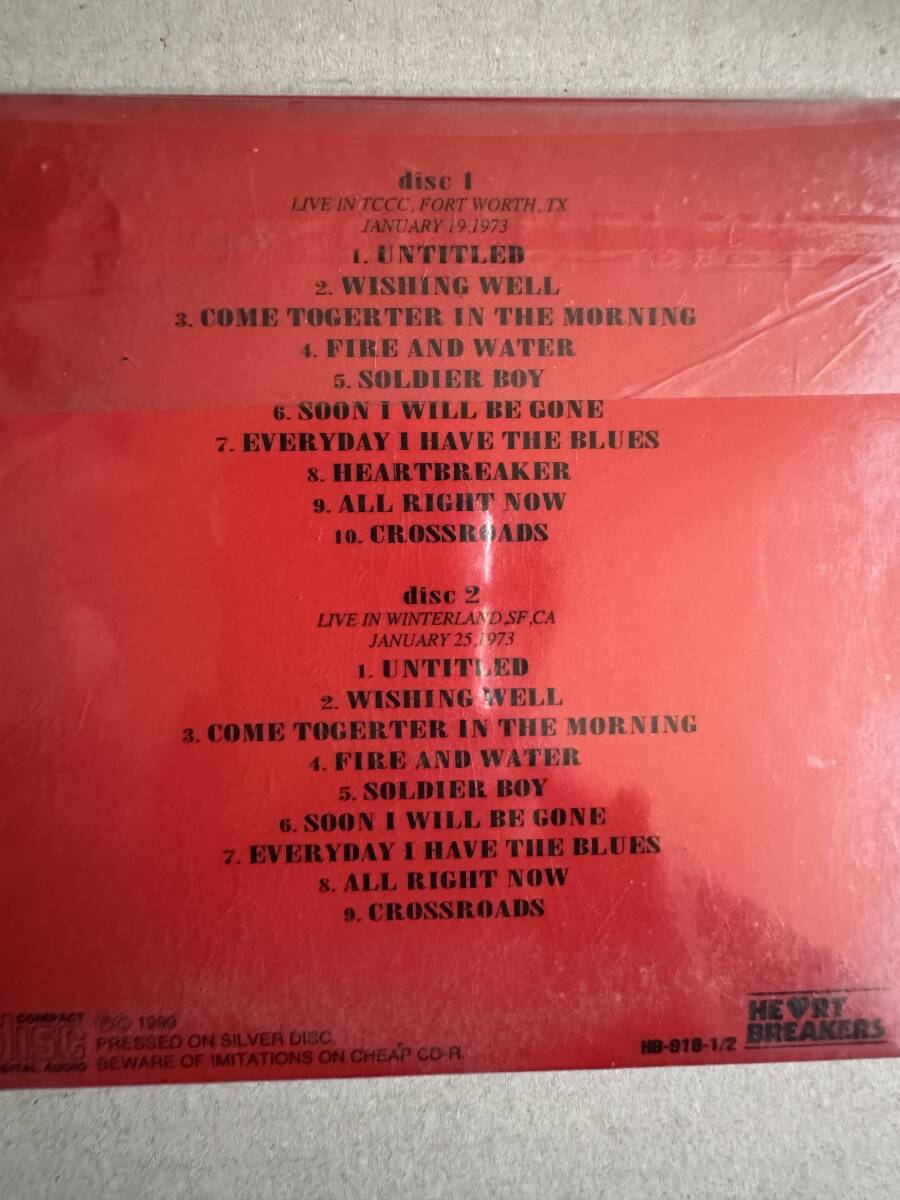 disc 1
LIVE IN TCCC, FORT WORTH, TX
JANUARY 19,1973
1. UNTITLED
2. WISHING WELL
3. COME TOGERTER IN THE MORNING
4. FIRE AND WATER
5. SOLDIER BOY
6. SOON I WILL BE GONE
7. EVERYDAY I HAVE THE BLUES
8. HEARTBREAKER
9. ALL RIGHT NOW
10. CROSSROADS
disc 2
LIVE IN WINTERLAND,SF,CA
JANUARY 25,1973
1. UNTITLED
2. WISHING WELL
3. COME TOGERTER IN THE MORNING
4. FIRE AND WATER
5. SOLDIER BOY
6. SOON I WILL BE GONE
7. EVERYDAY I HAVE THE BLUES
8. ALL RIGHT NOW
9. CROSSROADS
COMPACT
disc
DIGITAL AUDIO
℗© 1999
PRESSED ON SILVER DISC.
BEWARE OF IMITATIONS ON CHEAP CD-R.
HB-918-1/2
HE♥RT
BREAKERS